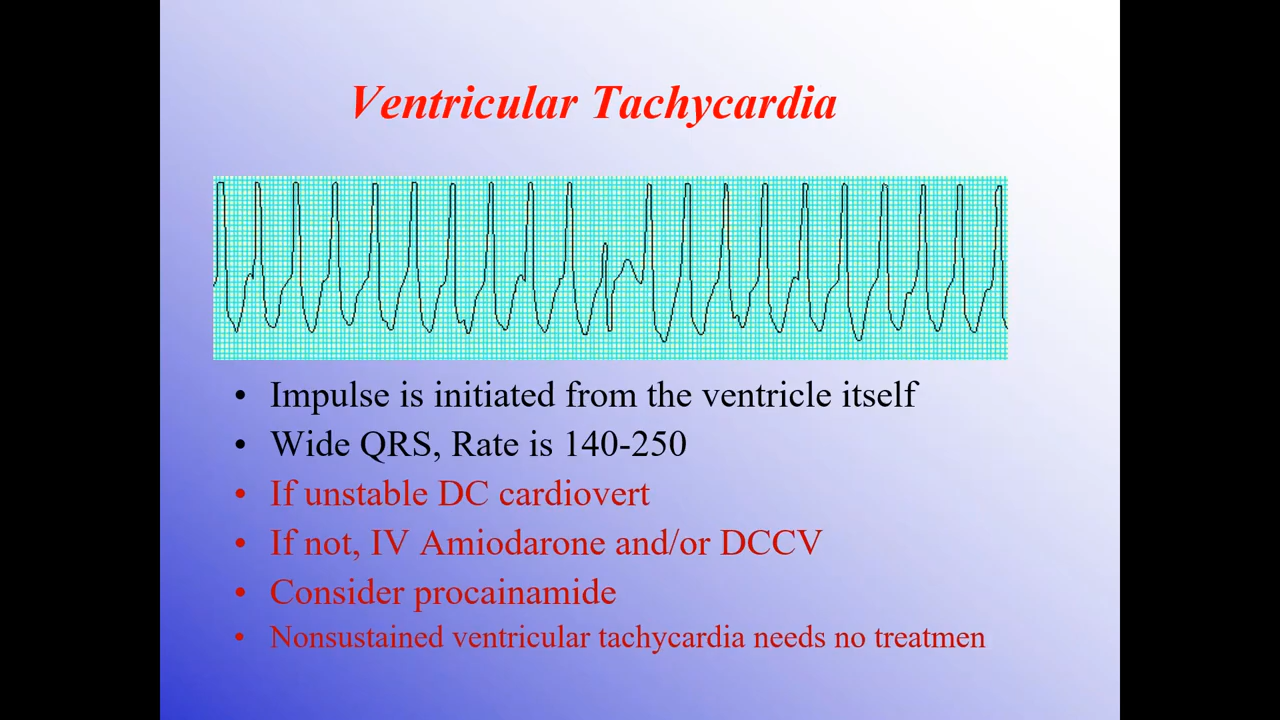 Ventricular Tachycardia
• Impulse is initiated from the ventricle itself
• Wide QRS, Rate is 140-250
• If unstable DC cardiovert
• If not, IV Amiodarone and/or DCCV
• Consider procainamide
• Nonsustained ventricular tachycardia needs no treatmen